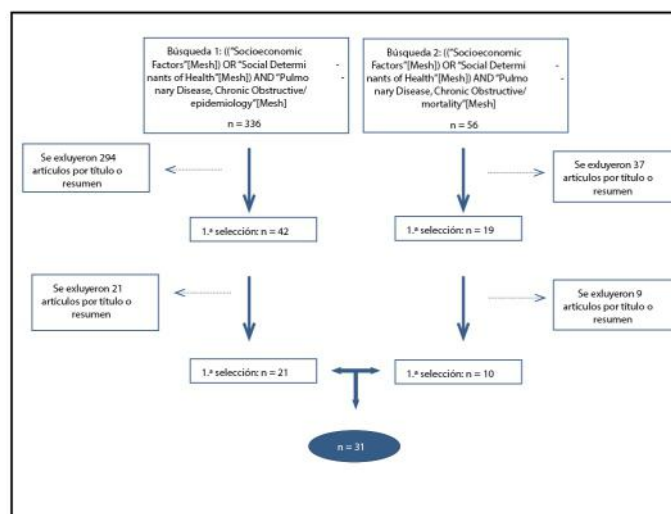 Búsqueda 1: ((“Socioeconomic
Factors”[Mesh]) OR “Social Determi -
nants of Health”[Mesh]) AND “Pulmo -
nary Disease, Chronic Obstructive/
epidemiology”[Mesh]
n = 336
Búsqueda 2: ((“Socioeconomic
Factors”[Mesh]) OR “Social Determi -
nants of Health”[Mesh]) AND “Pulmo -
nary Disease, Chronic Obstructive/
mortality”[Mesh]
n = 56
Se exluyeron 294
artículos por título o
resumen
Se exluyeron 37
artículos por título o
resumen
1.ª selección: n = 42
1.ª selección: n = 19
Se exluyeron 21
artículos por título o
resumen
Se exluyeron 9
artículos por título o
resumen
1.ª selección: n = 21
1.ª selección: n = 10
n = 31